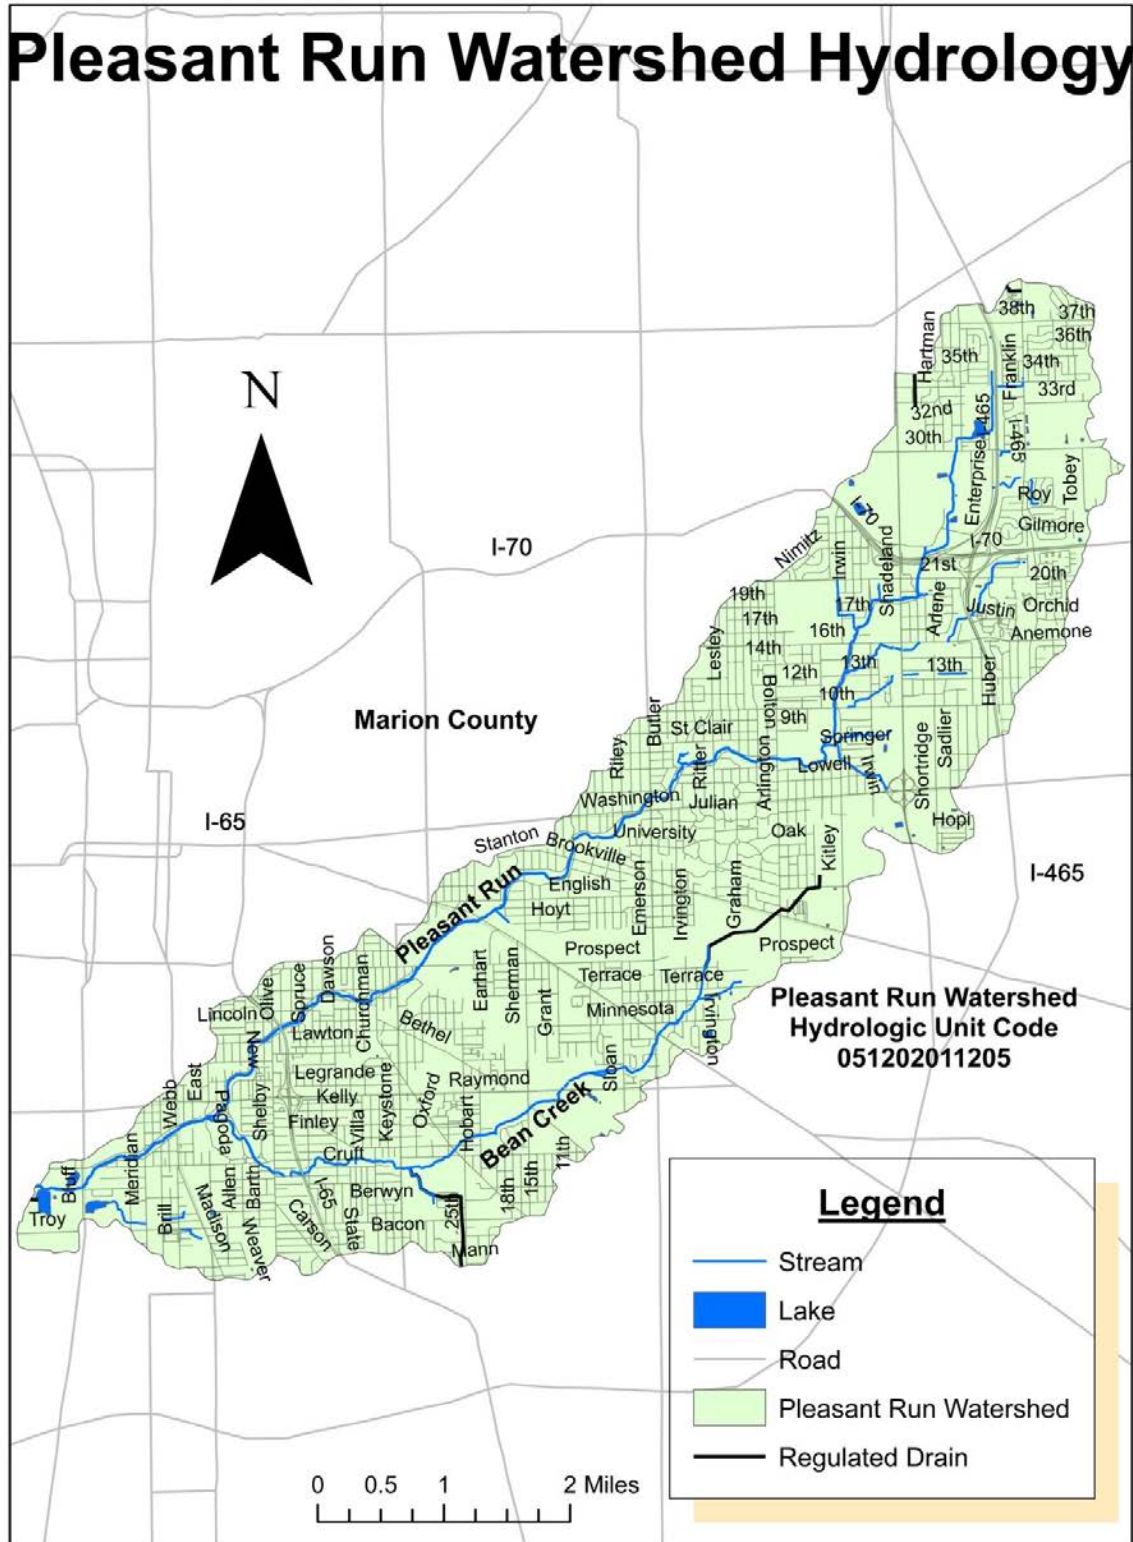 Pleasant Run Watershed Hydrology
N
38th
37th
36th
Hartman
35th
Franklin
34th
33rd
32nd
I-465
30th
I-465
Enterprise
Tobey
Roy
I-70
Gilmore
I-70
Nimitz
I-70
Irwin
Shadeland
21st
20th
19th
17th
Arlene
Justin
Orchid
17th
16th
Anemone
Lesley
14th
13th
13th
12th
Huber
10th
Bolton
9th
Butler
St Clair
Marion County
Springer
Sadlier
Shortridge
Riley
Ritter
Arlington
Lowell
Irwin
Washington
Julian
I-65
Hopi
University
Oak
Stanton
Brookville
Kitley
English
I-465
Graham
Emerson
Irvington
Hoyt
Pleasant Run
Prospect
Prospect
Terrace
Terrace
Earhart
Sherman
Dawson
Spruce
Olive
Churchman
Grant
Minnesota
Irvington
Pleasant Run Watershed
Hydrologic Unit Code
051202011205
Lincoln
Lawton
Bethel
New
Sloan
Legrande
Raymond
East
Webb
Kelly
Keystone
Oxford
Shelby
Pagoda
Finley
Villa
Hobart
Bean Creek
Cruft
11th
Meridian
Bluff
15th
18th
Allen
Barth
I-65
Berwyn
25th
Troy
Brill
Madison
Weaver
Carson
State
Bacon
Mann
Legend
Stream
Lake
Road
Pleasant Run Watershed
Regulated Drain
0 0.5 1 2 Miles